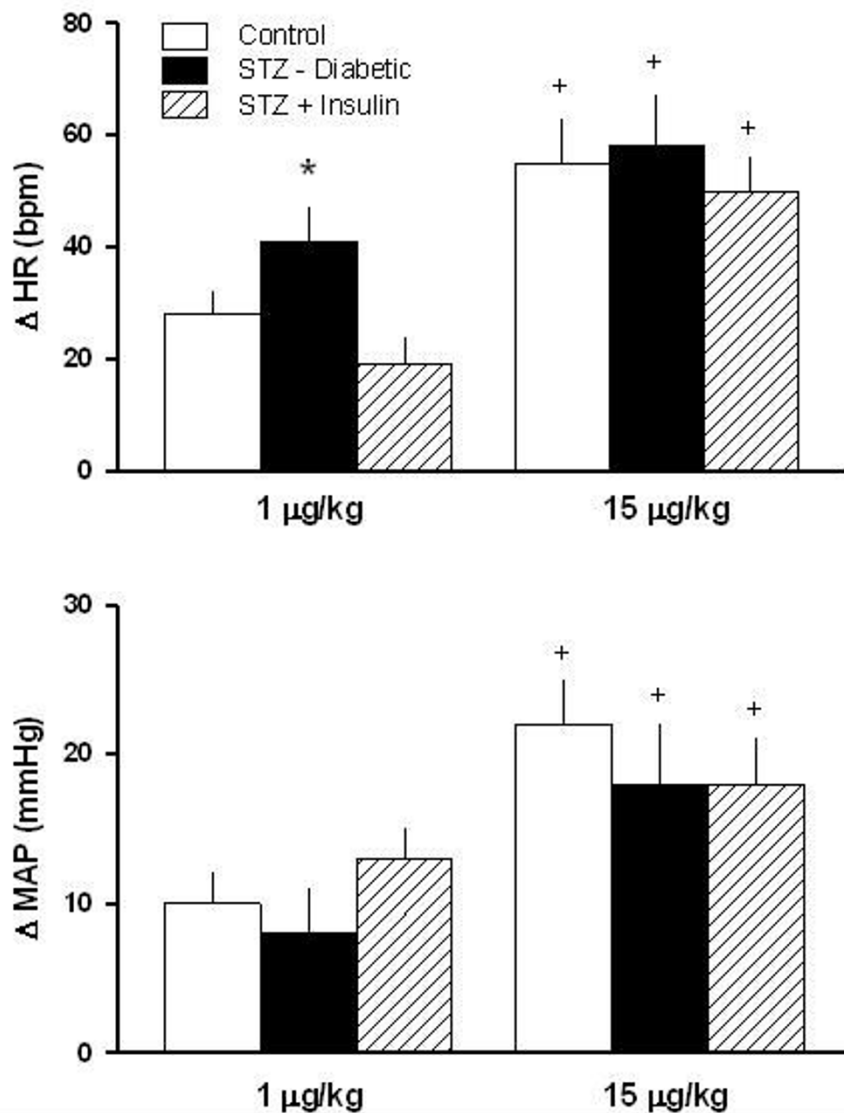 80
Control
STZ - Diabetic
STZ + Insulin
+
+
60
+
*
Δ HR (bpm)
40
20
0
1 μg/kg
15 μg/kg
30
+
+
+
20
Δ MAP (mmHg)
10
0
1 μg/kg
15 μg/kg